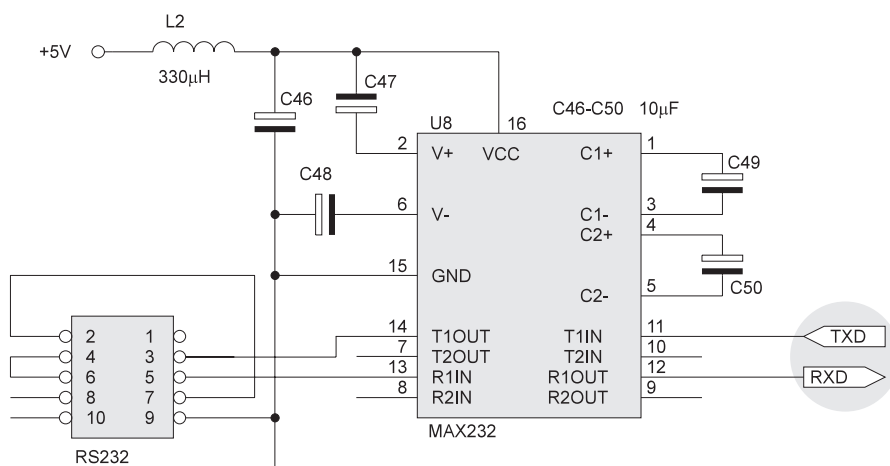 L2
+5V
330µH
C47
C46
U8
16
C46-C50 10µF
2
V+
VCC
C1+
1
C49
C48
6
V-
C1-
3
C2+
4
15
GND
C2-
5
C50
2
1
4
3
6
5
8
7
10
9
RS232
14
T1OUT
T1IN
11
TXD
7
T2OUT
T2IN
10
13
R1IN
R1OUT
12
RXD
8
R2IN
R2OUT
9
MAX232